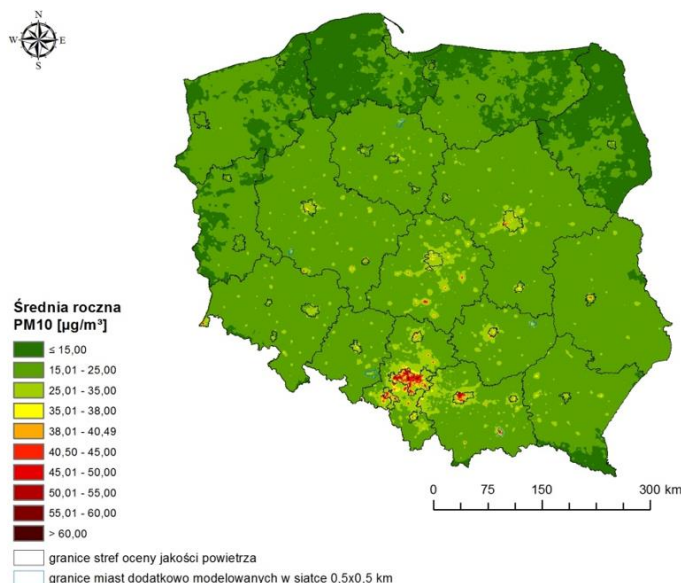 N
W E
S
Średnia roczna
PM10 [µg/m³]
≤ 15,00
15,01 - 25,00
25,01 - 35,00
35,01 - 38,00
38,01 - 40,49
40,50 - 45,00
45,01 - 50,00
50,01 - 55,00
55,01 - 60,00
> 60,00
granice stref oceny jakości powietrza
granice miast dodatkowo modelowanych w siatce 0,5x0,5 km
0 75 150 300 km